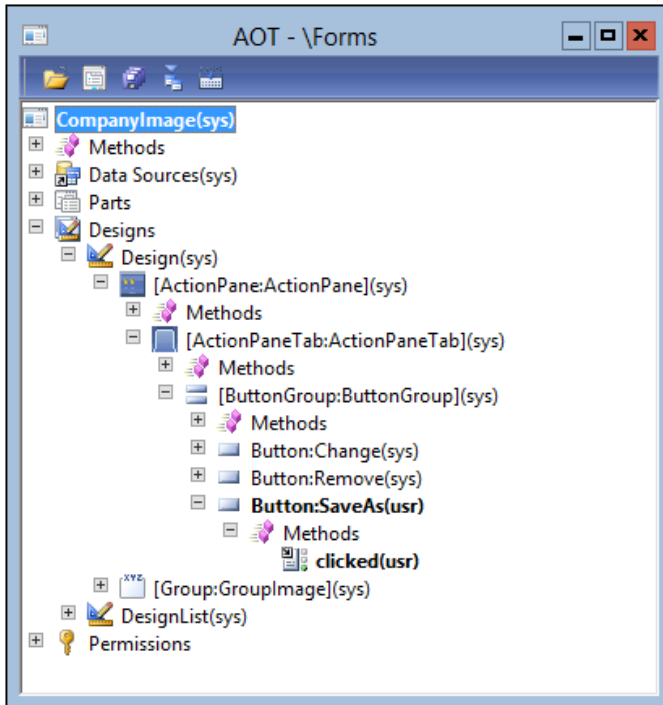 AOT - \Forms
CompanyImage(sys)
Methods
Data Sources(sys)
Parts
Designs
Design(sys)
[ActionPane:ActionPane](sys)
Methods
[ActionPaneTab:ActionPaneTab](sys)
Methods
[ButtonGroup:ButtonGroup](sys)
Methods
Button:Change(sys)
Button:Remove(sys)
Button:SaveAs(usr)
Methods
clicked(usr)
XYZ
[Group:GroupImage](sys)
DesignList(sys)
Permissions